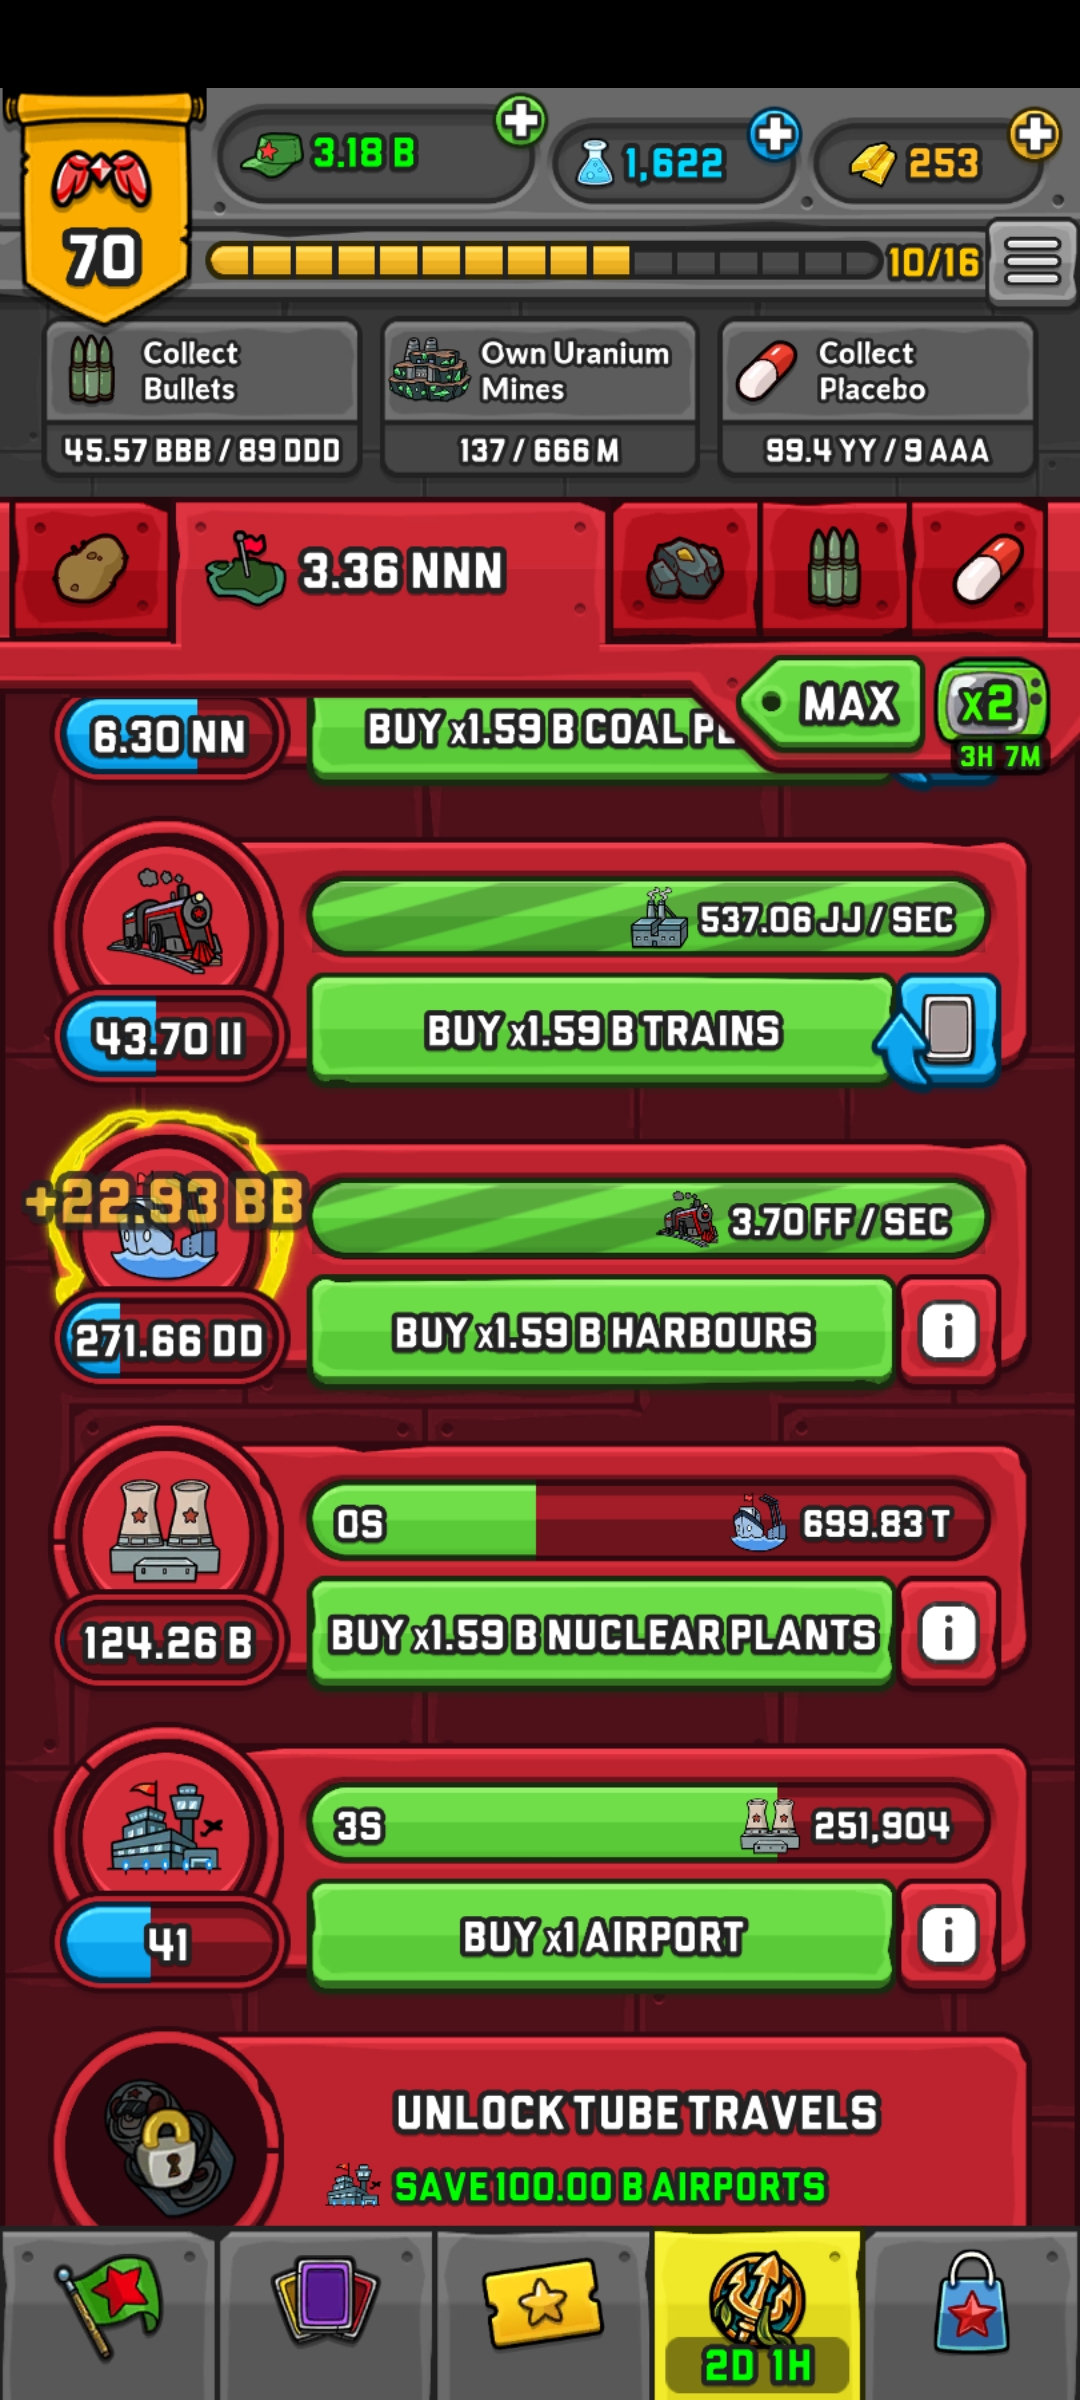 70
3.18 B
1,622
253
10/16
Collect
Bullets
45.57 BBB / 89 DDD
Own Uranium
Mines
137 / 666 M
Collect
Placebo
99.4 YY / 9 AAA
3.36 NNN
MAX
x2
3H 7M
6.30 NN
BUY x1.59 B COAL
537.06 JJ / SEC
43.70 II
BUY x1.59 B TRAINS
+22.93 BB
3.70 FF / SEC
271.66 DD
BUY x1.59 B HARBOURS
i
0S
699.83 T
124.26 B
BUY x1.59 B NUCLEAR PLANTS
i
3S
251,904
41
BUY x1 AIRPORT
i
UNLOCK TUBE TRAVELS
SAVE 100.00 B AIRPORTS
2D 1H